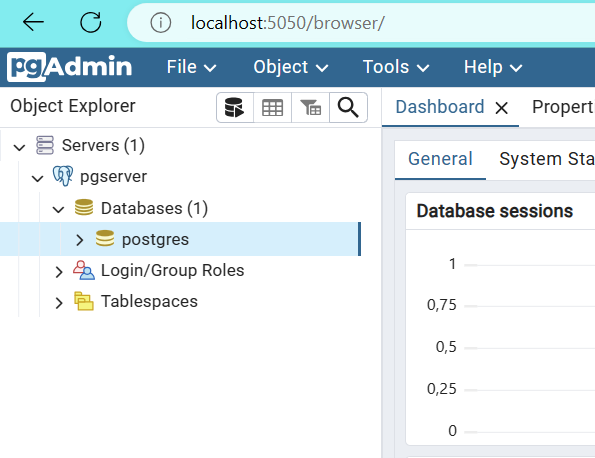 localhost:5050/browser/
pgAdmin File Object Tools Help
Object Explorer
Dashboard Propert
Servers (1)
General System Sta
pgserver
Databases (1)
Database sessions
postgres
1
Login/Group Roles
0,75
Tablespaces
0,5
0,25
0